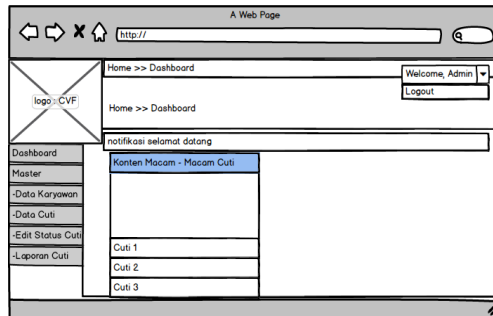 A Web Page
http://
Home >> Dashboard
Welcome, Admin
Logout
logo : CVF
Home >> Dashboard
notifikasi selamat datang
Dashboard
Master
-Data Karyawan
-Data Cuti
-Edit Status Cuti
-Laporan Cuti
Konten Macam - Macam Cuti
Cuti 1
Cuti 2
Cuti 3